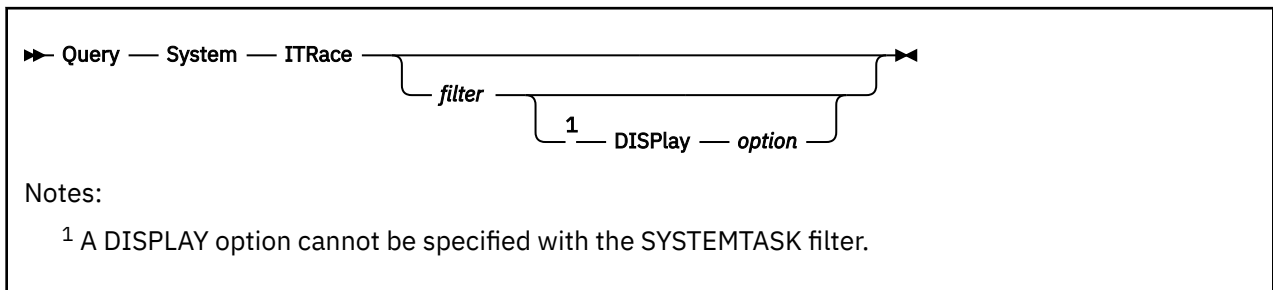 Query System ITRace
filter
1 DISPlay option
Notes:
1 A DISPLAY option cannot be specified with the SYSTEMTASK filter.